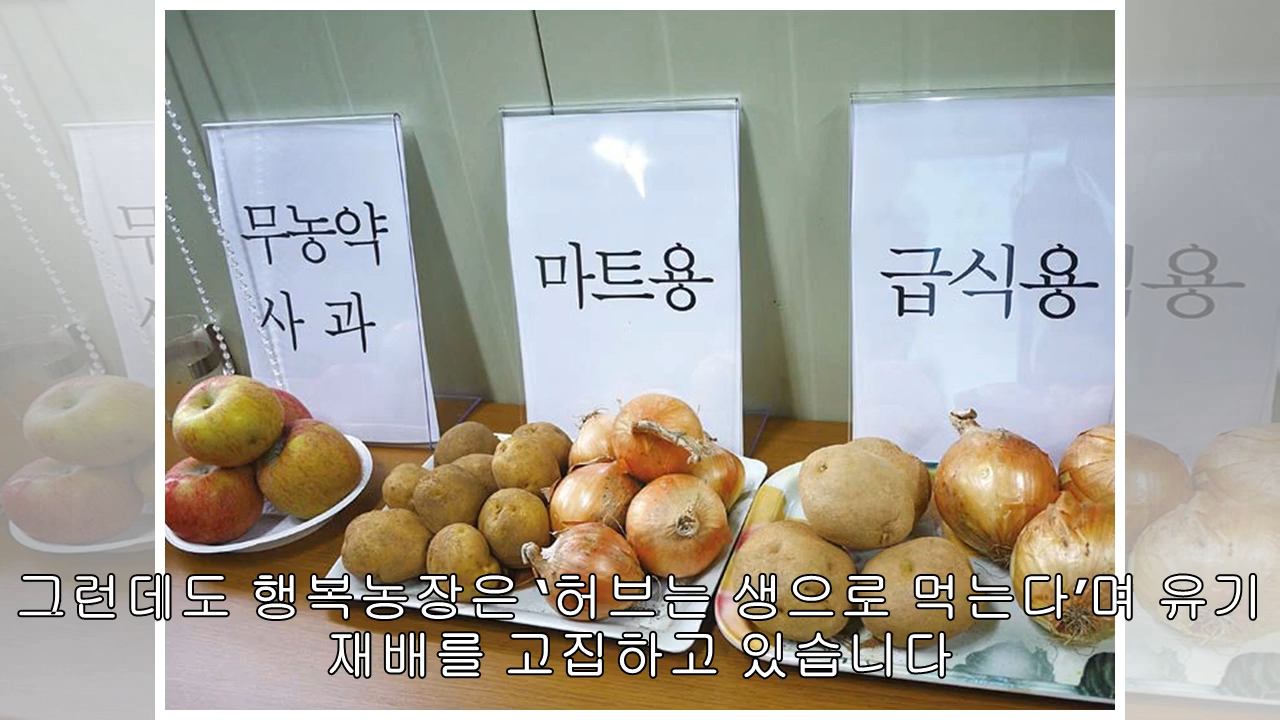 무농약
사 과
마트용
급식용
그런데도 행복농장은 ‘허브는 생으로 먹는다’며 유기
재배를 고집하고 있습니다